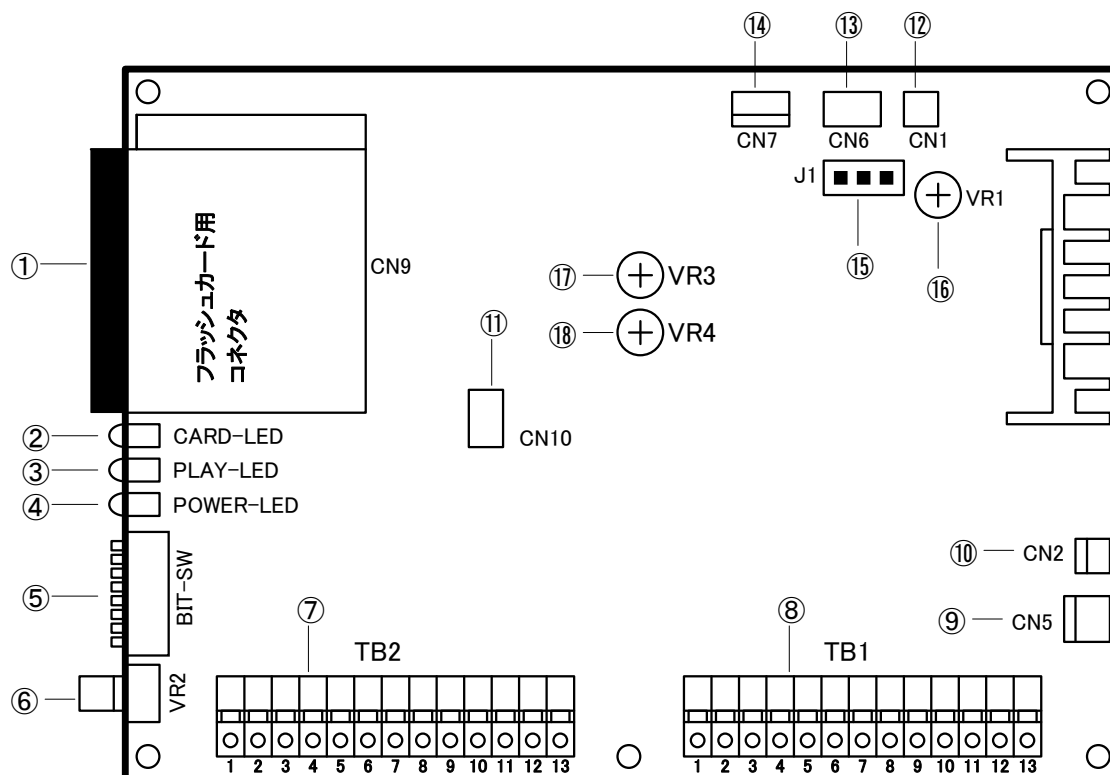 ⑭ ⑬ ⑫
CN7 CN6 CN1
J1
VR1
① 
フラッシュカード用
コネクタ
CN9
⑮
⑯
⑰ VR3
⑱ VR4
⑪
CN10
② CARD-LED
③ PLAY-LED
④ POWER-LED
⑤ BIT-SW
⑥ VR2
⑩ CN2
⑨ CN5
⑦
TB2
1 2 3 4 5 6 7 8 9 10 11 12 13
⑧
TB1
1 2 3 4 5 6 7 8 9 10 11 12 13